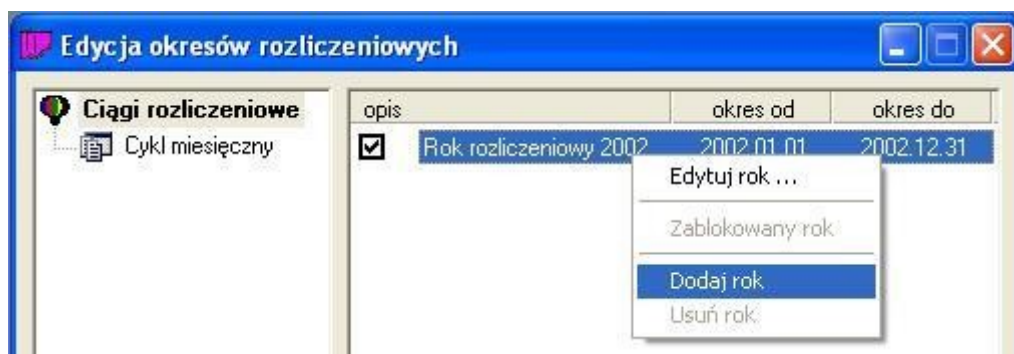 Edycja okresów rozliczeniowych
Ciągi rozliczeniowe
Cykl miesięczny
opis okres od okres do
Rok rozliczeniowy 2002 2002.01.01 2002.12.31
Edytuj rok ...
Zablokowany rok
Dodaj rok
Usuń rok